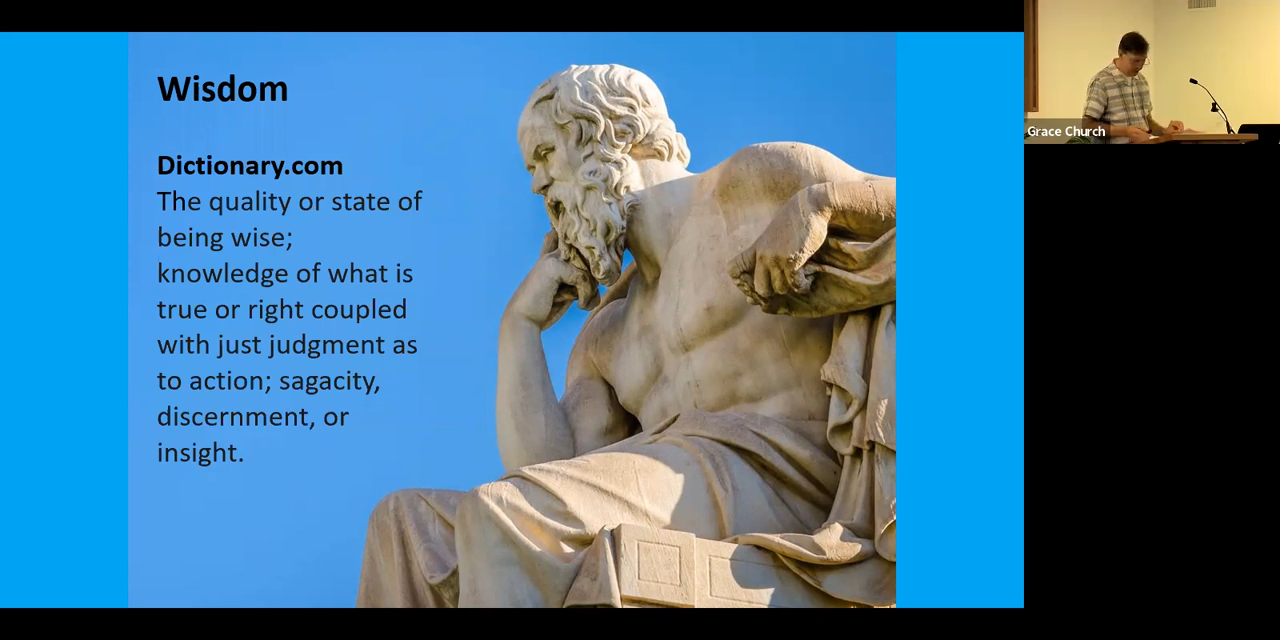 Wisdom
Dictionary.com
The quality or state of
being wise;
knowledge of what is
true or right coupled
with just judgment as
to action; sagacity,
discernment, or
insight.
Grace Church